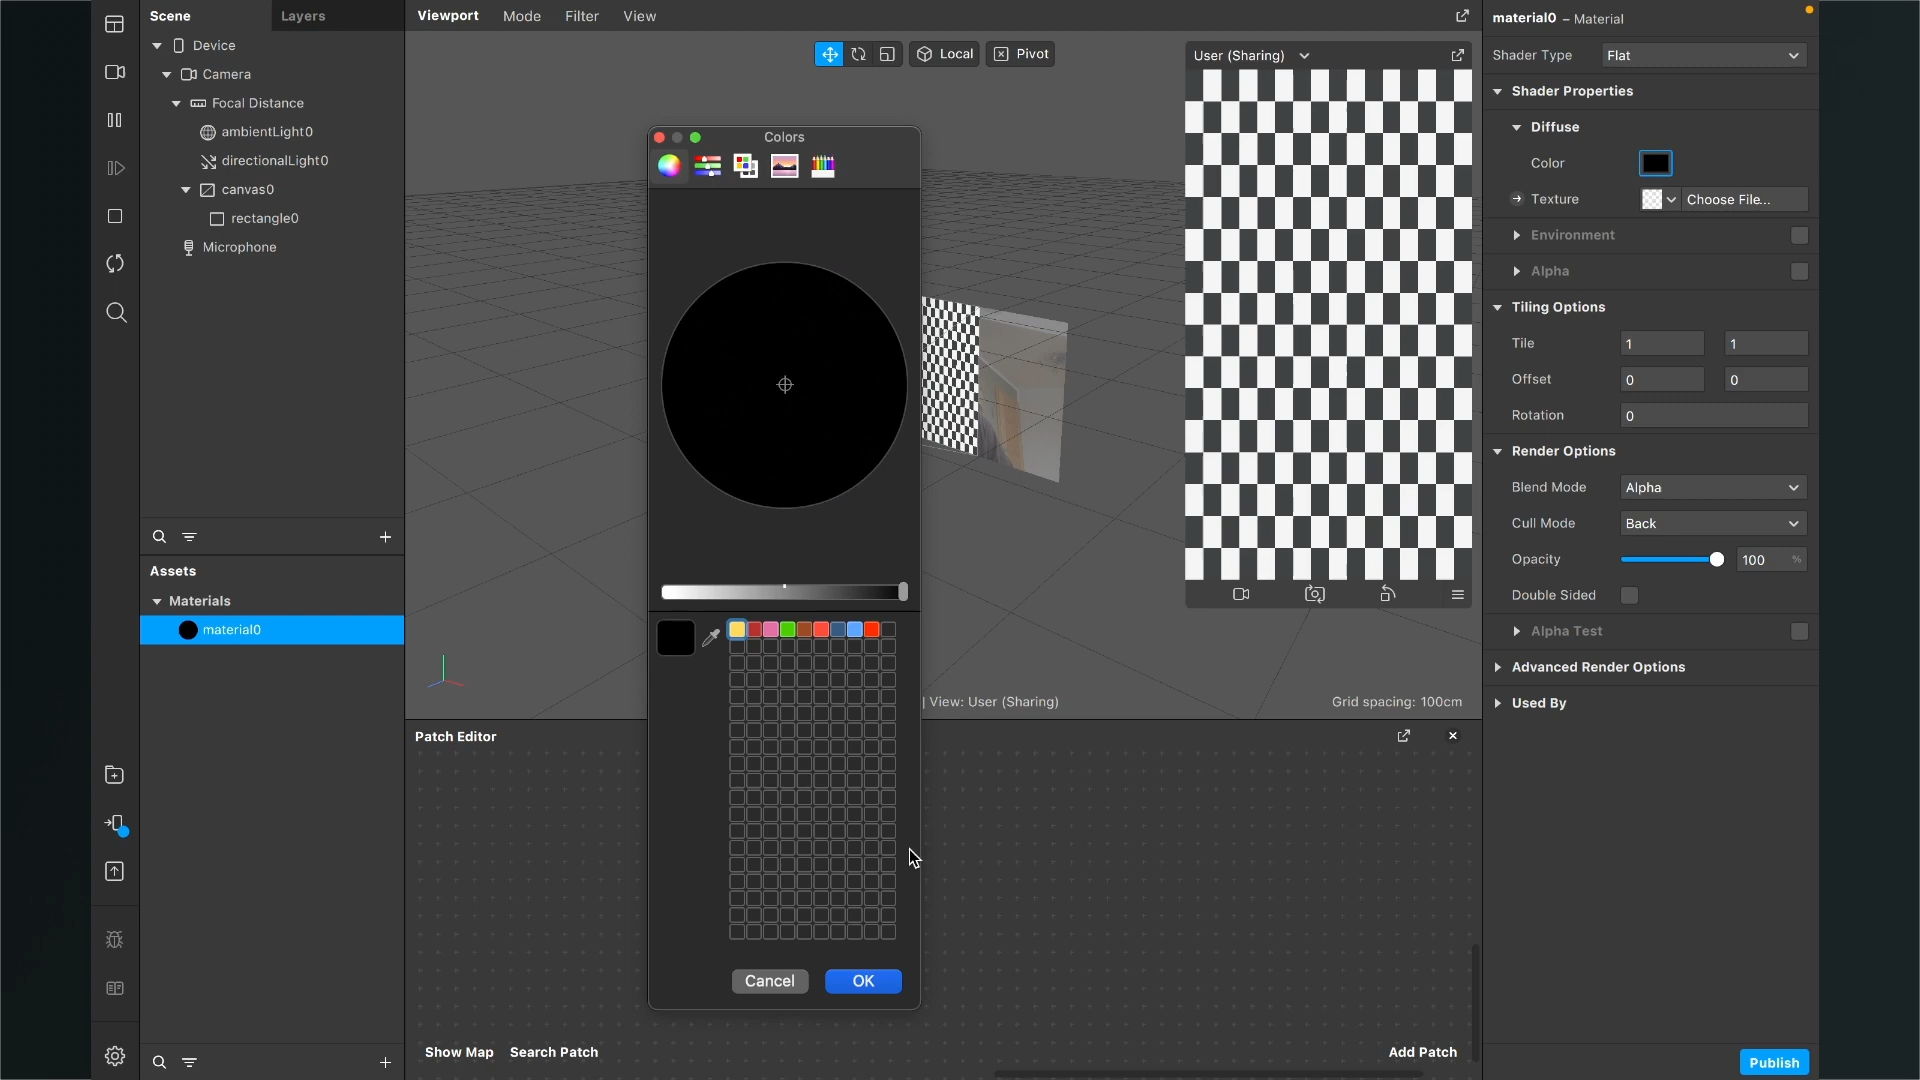 Scene
Layers
Device
Camera
Focal Distance
ambientLight0
directionalLight0
canvas0
rectangle0
Microphone
Assets
Materials
material0
Viewport
Mode
Filter
View
Local
Pivot
User (Sharing)
Colors
Cancel
OK
| View: User (Sharing)
Grid spacing: 100cm
Patch Editor
Show Map
Search Patch
Add Patch
material0 – Material
Shader Type
Flat
Shader Properties
Diffuse
Color
Texture
Choose File...
Environment
Alpha
Tiling Options
Tile
1
1
Offset
0
0
Rotation
0
Render Options
Blend Mode
Alpha
Cull Mode
Back
Opacity
100 %
Double Sided
Alpha Test
Advanced Render Options
Used By
Publish